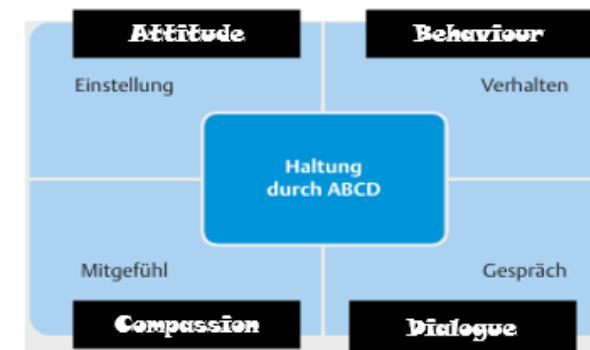 Attitude
Behaviour
Einstellung
Verhalten
Haltung
durch ABCD
Mitgefühl
Gespräch
Compassion
Dialogue